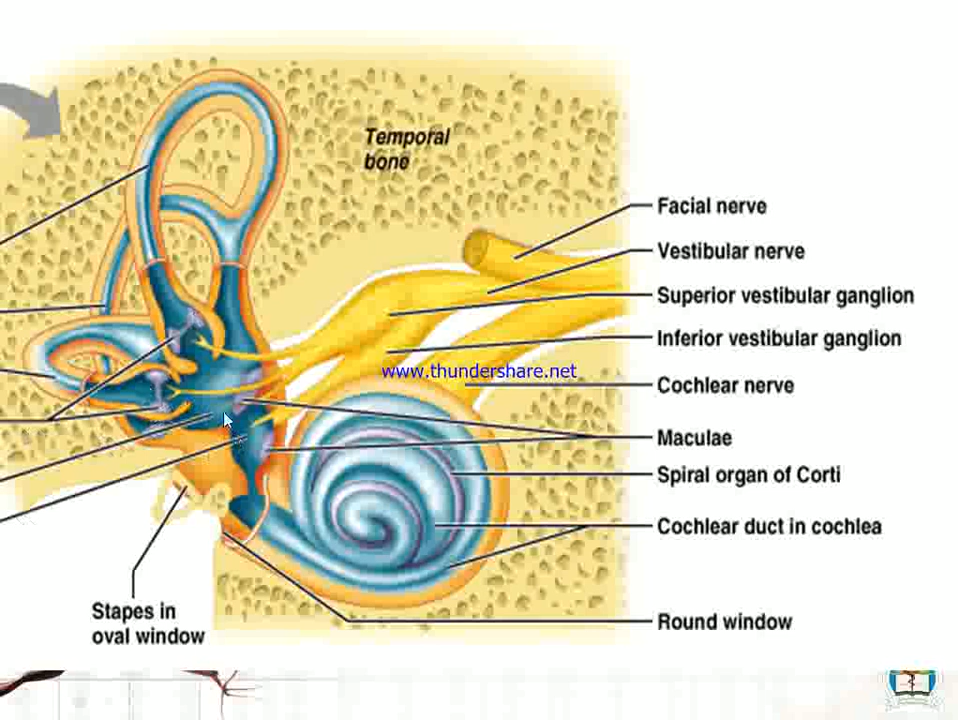 Temporal
bone
Facial nerve
Vestibular nerve
Superior vestibular ganglion
Inferior vestibular ganglion
www.thundershare.net
Cochlear nerve
Maculae
Spiral organ of Corti
Cochlear duct in cochlea
Stapes in
oval window
Round window